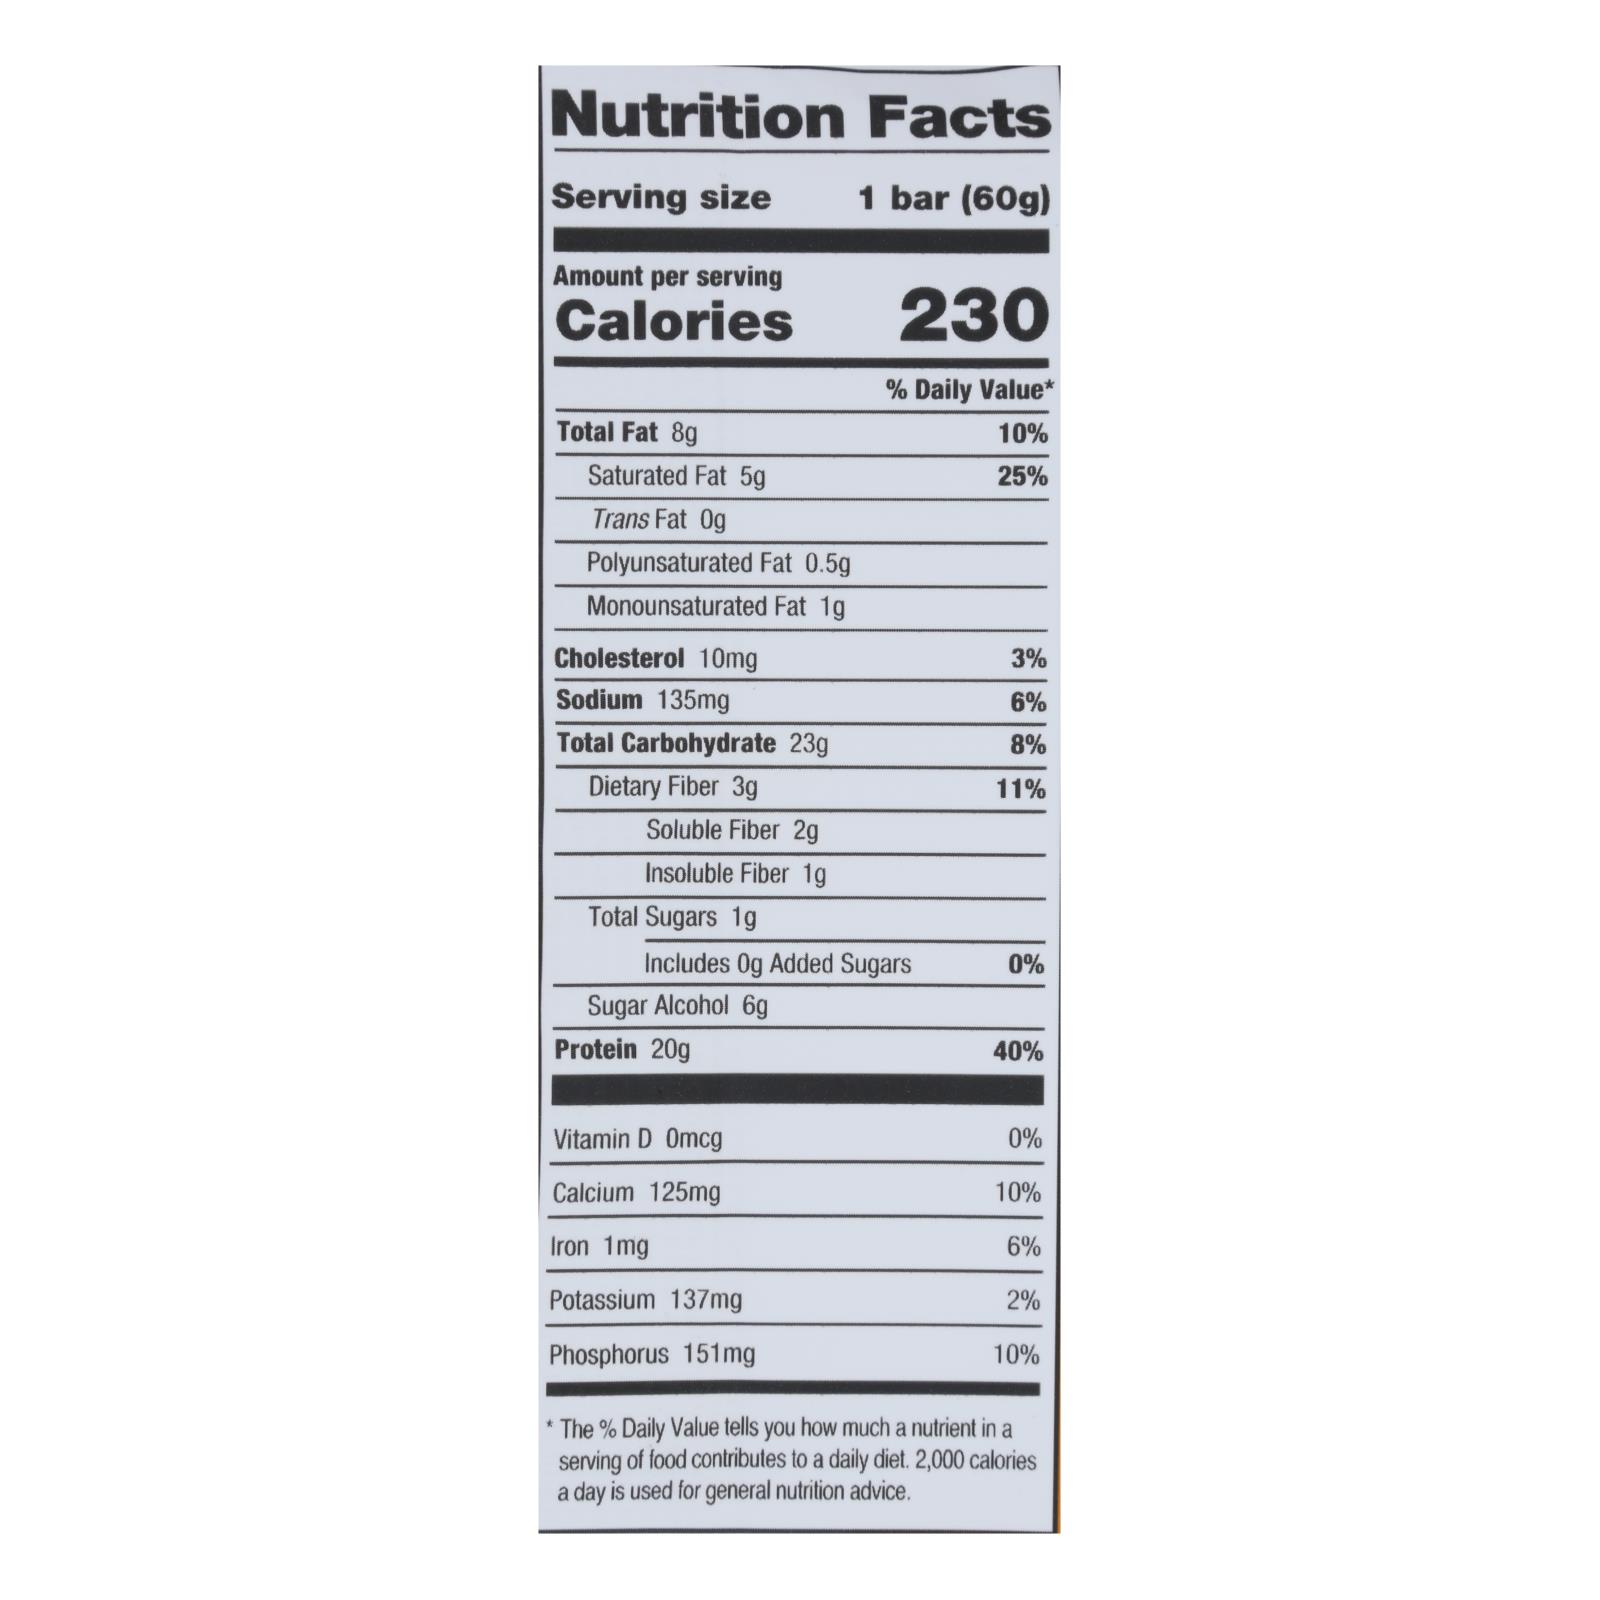 Nutrition Facts
Serving size 1 bar (60g)
Amount per serving
Calories 230
% Daily Value*
Total Fat 8g 10%
Saturated Fat 5g 25%
Trans Fat 0g
Polyunsaturated Fat 0.5g
Monounsaturated Fat 1g
Cholesterol 10mg 3%
Sodium 135mg 6%
Total Carbohydrate 23g 8%
Dietary Fiber 3g 11%
Soluble Fiber 2g
Insoluble Fiber 1g
Total Sugars 1g
Includes 0g Added Sugars 0%
Sugar Alcohol 6g
Protein 20g 40%
Vitamin D 0mcg 0%
Calcium 125mg 10%
Iron 1mg 6%
Potassium 137mg 2%
Phosphorus 151mg 10%
* The % Daily Value tells you how much a nutrient in a
serving of food contributes to a daily diet. 2,000 calories
a day is used for general nutrition advice.